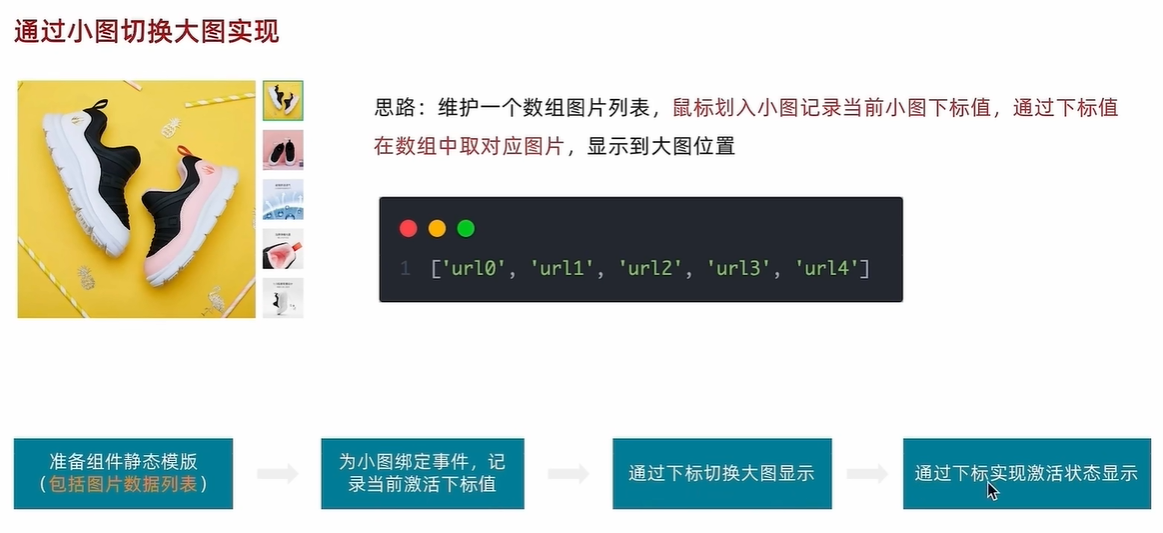 通过小图切换大图实现
思路：维护一个数组图片列表，鼠标划入小图记录当前小图下标值，通过下标值
在数组中取对应图片，显示到大图位置
1 ['url0', 'url1', 'url2', 'url3', 'url4']
准备组件静态模版
（包括图片数据列表）
为小图绑定事件，记
录当前激活下标值
通过下标切换大图显示
通过下标实现激活状态显示